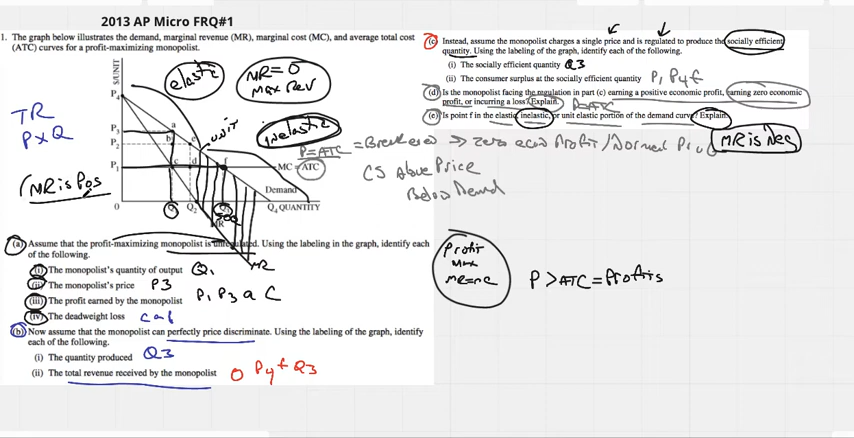 2013 AP Micro FRQ#1
1. The graph below illustrates the demand, marginal revenue (MR), marginal cost (MC), and average total cost
(ATC) curves for a profit-maximizing monopolist.
$/UNIT
elastic
MR=0
Max Rev
TR
P x Q
P4
P3
P2
P1
a
e
c
d
f
UNIT
inelastic
MC = ATC
MR is Pos
Demand
0
Q2
Q4 QUANTITY
MR
(a) Assume that the profit-maximizing monopolist is unregulated. Using the labeling in the graph, identify each
of the following.
(i) The monopolist's quantity of output Q1
(ii) The monopolist's price P3
(iii) The profit earned by the monopolist P1 P3 a C
(iv) The deadweight loss caf
(b) Now assume that the monopolist can perfectly price discriminate. Using the labeling of the graph, identify
each of the following.
(i) The quantity produced Q3
(ii) The total revenue received by the monopolist O P4 f Q3
(c) Instead, assume the monopolist charges a single price and is regulated to produce the socially efficient
quantity. Using the labeling of the graph, identify each of the following.
(i) The socially efficient quantity Q3
(ii) The consumer surplus at the socially efficient quantity P1 P4 f
(d) Is the monopolist facing the regulation in part (c) earning a positive economic profit, earning zero economic
profit, or incurring a loss? Explain. P=ATC
(e) Is point f in the elastic, inelastic, or unit elastic portion of the demand curve? Explain.
MR is Neg
P=ATC = Breakeven => Zero econ Profit/Normal Pro
CS Above Price
Below Demand
Profit
Max
MR=MC
P > ATC = Profits